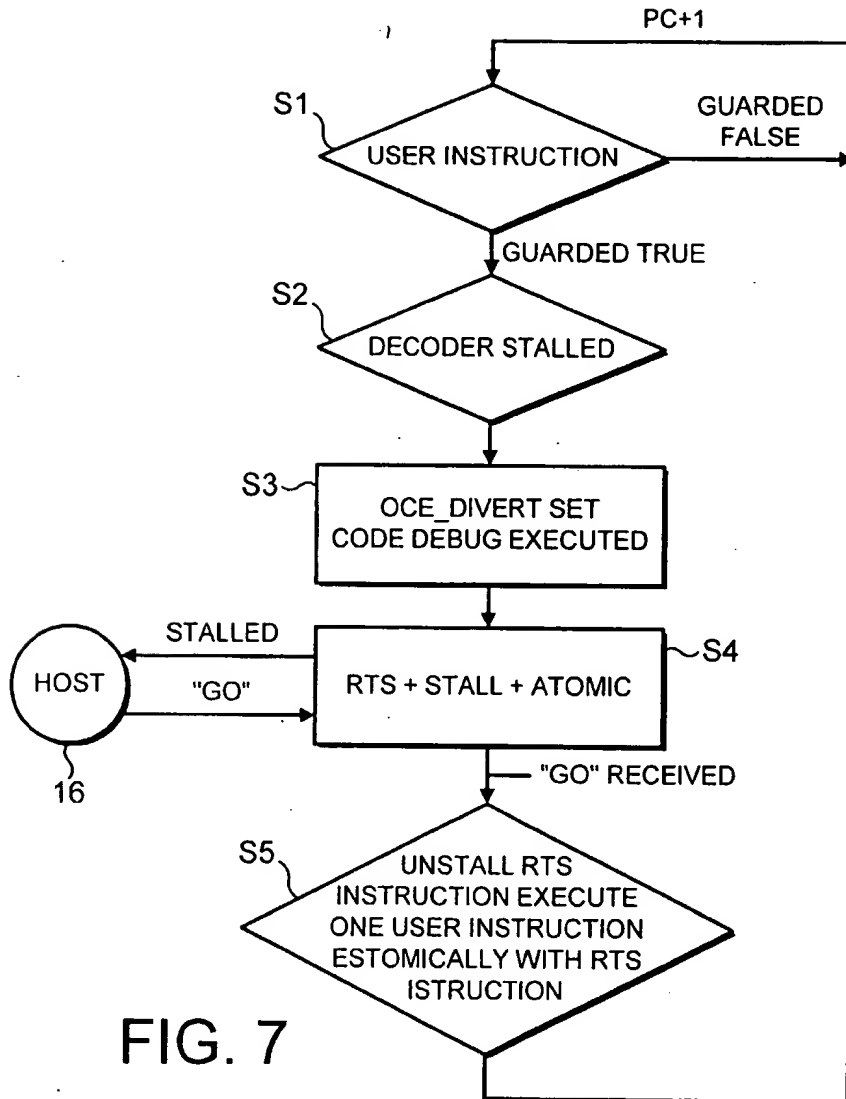 PC+1
S1
USER INSTRUCTION
GUARDED
FALSE
GUARDED TRUE
S2
DECODER STALLED
S3
OCE_DIVERT SET
CODE DEBUG EXECUTED
STALLED
HOST
"GO"
16
RTS + STALL + ATOMIC
S4
"GO" RECEIVED
S5
UNSTALL RTS
INSTRUCTION EXECUTE
ONE USER INSTRUCTION
ESTOMICALLY WITH RTS
ISTRUCTION
FIG. 7